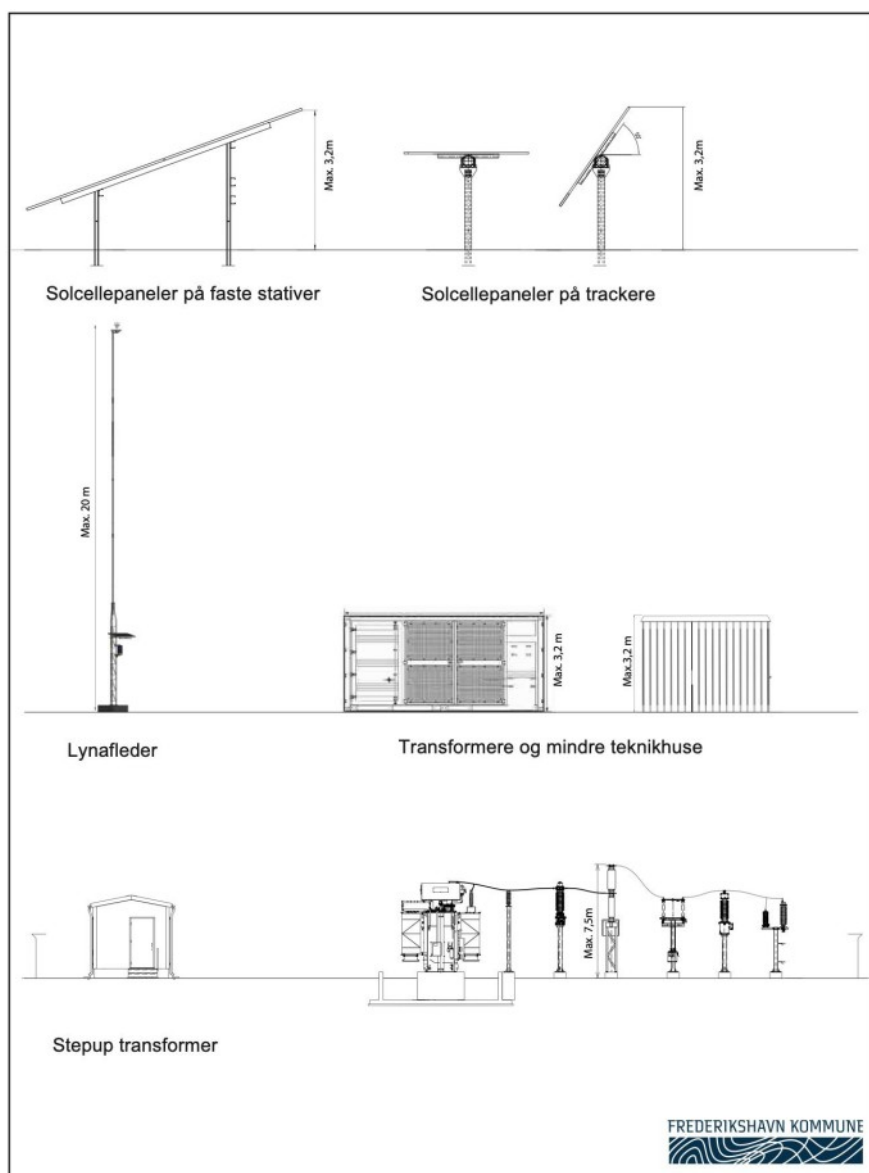 Max. 3,2m
Max. 3,2m
Solcellepaneler på faste stativer
Solcellepaneler på trackere
Max. 20 m
Max. 3,2 m
Max.3,2 m
Lynafleder
Transformere og mindre teknikhuse
Max. 7,5m
Stepup transformer
FREDERIKSHAVN KOMMUNE